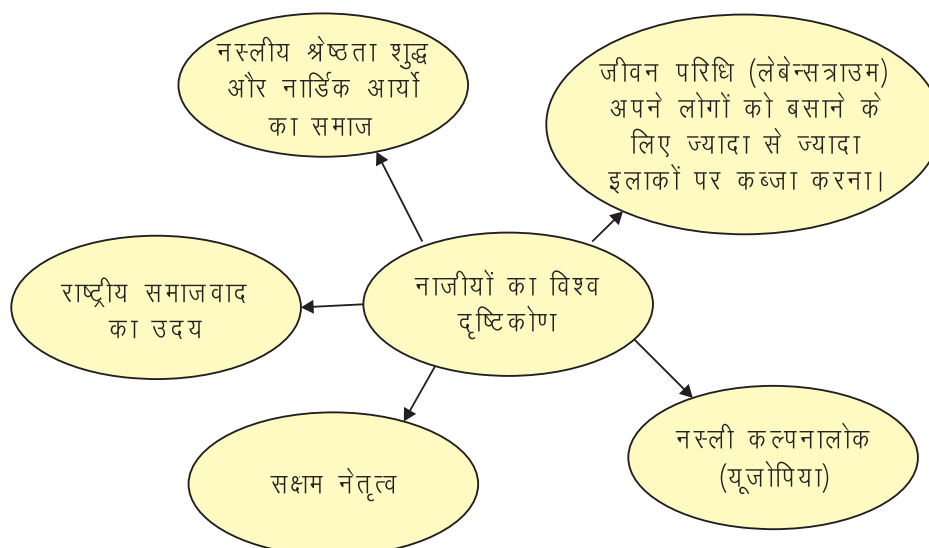 नस्लीय श्रेष्ठता शुद्ध
और नार्डिक आर्यो
का समाज
जीवन परिधि (लेबेन्सत्राउम)
अपने लोगों को बसाने के
लिए ज्यादा से ज्यादा
इलाकों पर कब्जा करना।
नाजीयों का विश्व
दृष्टिकोण
राष्ट्रीय समाजवाद
का उदय
सक्षम नेतृत्व
नस्ली कल्पनालोक
(यूजोपिया)